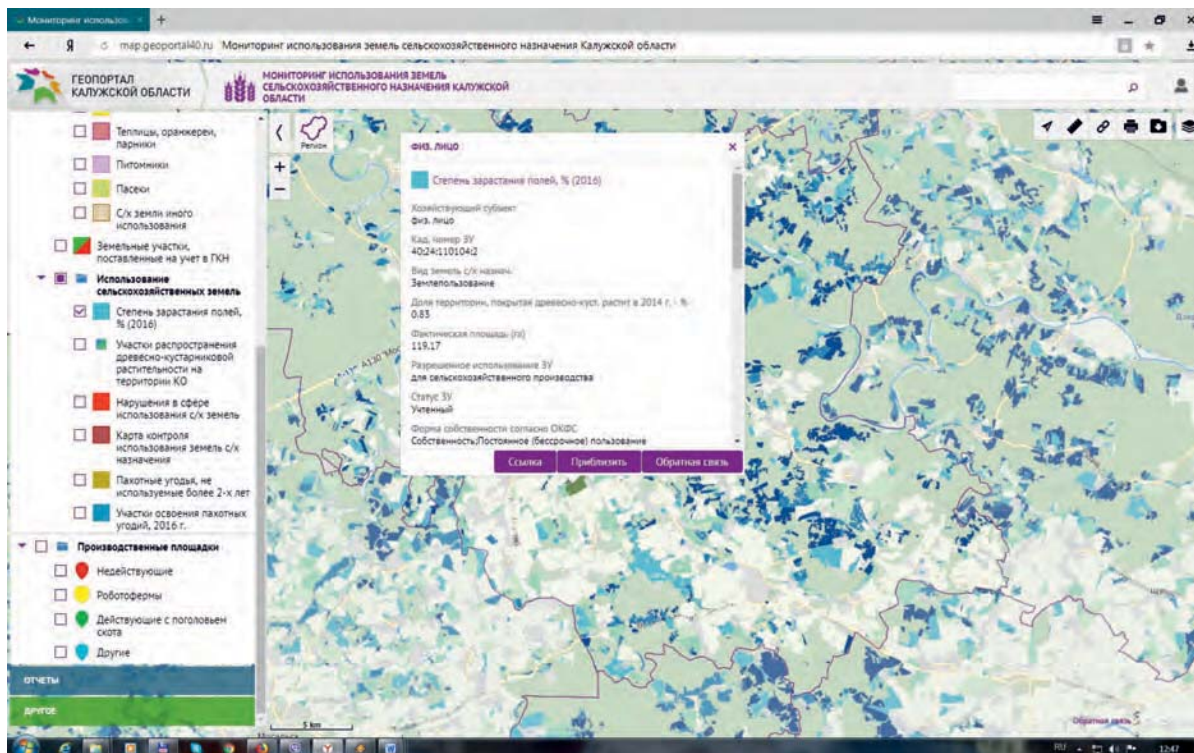 Мониторинг использов
map.geoportal40.ru Мониторинг использования земель сельскохозяйственного назначения Калужской области
ГЕОПОРТАЛ
КАЛУЖСКОЙ ОБЛАСТИ
МОНИТОРИНГ ИСПОЛЬЗОВАНИЯ ЗЕМЕЛЬ
СЕЛЬСКОХОЗЯЙСТВЕННОГО НАЗНАЧЕНИЯ КАЛУЖСКОЙ
ОБЛАСТИ
Теплицы, оранжереи,
парники
Питомники
Пасеки
С/х земли иного
использования
Земельные участки,
поставленные на учет в ГКН
Использование
сельскохозяйственных земель
Степень зарастания полей,
% (2016)
Участки распространения
древесно-кустарниковой
растительности на
территории КО
Нарушения в сфере
использования с/х земель
Карта контроля
использования земель с/х
назначения
Пахотные угодья, не
используемые более 2-х лет
Участки освоения пахотных
угодий, 2016 г.
Производственные площадки
Недействующие
Роботофермы
Действующие с поголовьем
скота
Другие
ОТЧЕТЫ
ДРУГОЕ
Регион
ФИЗ. ЛИЦО
Степень зарастания полей, % (2016)
Хозяйствующий субъект
физ. лицо
Кад. номер ЗУ
40:24:110104:2
Вид земель с/х назнач.
Землепользование
Доля территории, покрытая древесно-куст. растит в 2014 г. - %
0.83
Фактическая площадь (га)
119.17
Разрешенное использование ЗУ
для сельскохозяйственного производства
Статус ЗУ
Учтенный
Форма собственности согласно ОКФС
Собственность;Постоянное (бессрочное) пользование
Ссылка Приблизить Обратная связь
5 km
Обратная связь
RU 12:47